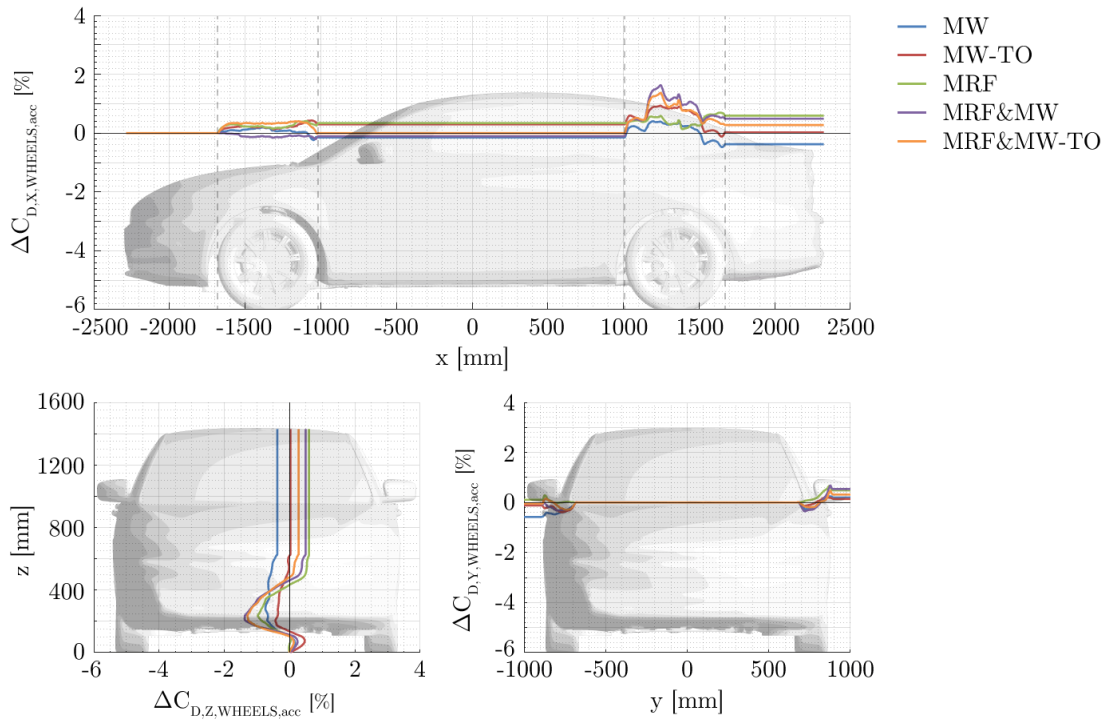 ΔC_D,X,WHEELS,acc [%]
4
2
0
-2
-4
-6
-2500 -2000 -1500 -1000 -500 0 500 1000 1500 2000 2500
x [mm]
MW
MW-TO
MRF
MRF&MW
MRF&MW-TO
z [mm]
1600
1200
800
400
0
-6 -4 -2 0 2 4
ΔC_D,Z,WHEELS,acc [%]
ΔC_D,Y,WHEELS,acc [%]
4
2
0
-2
-4
-6
-1000 -500 0 500 1000
y [mm]